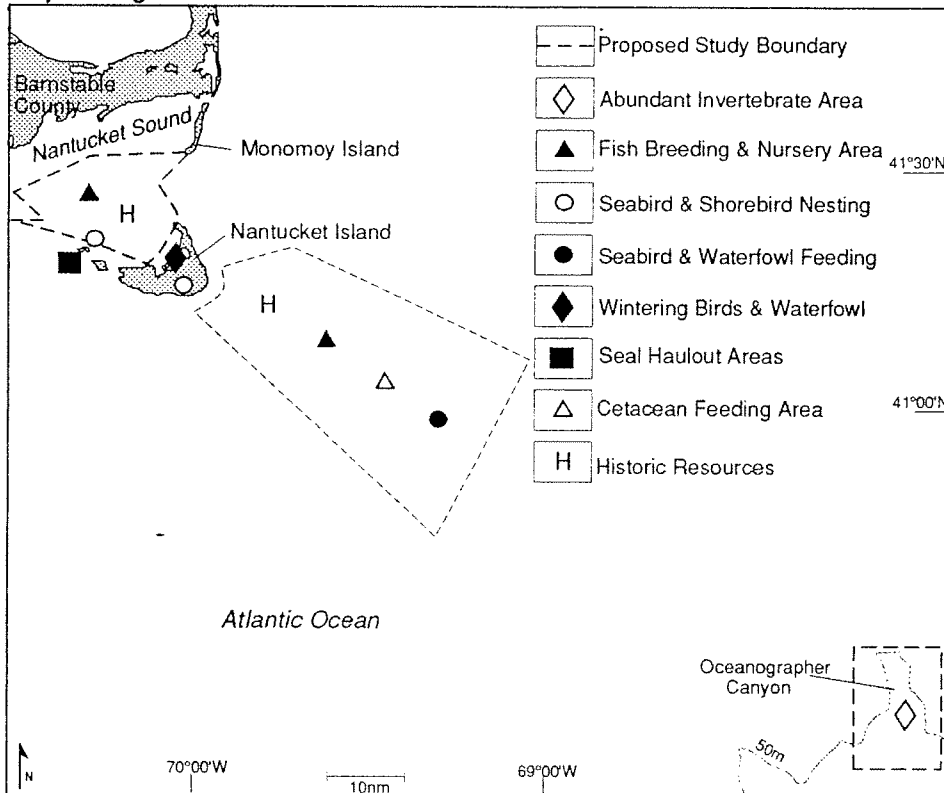 Proposed Study Boundary
Barnstable
County
Abundant Invertebrate Area
Nantucket Sound
Monomoy Island
Fish Breeding & Nursery Area
41°30'N
H
Seabird & Shorebird Nesting
Nantucket Island
Seabird & Waterfowl Feeding
H
Wintering Birds & Waterfowl
Seal Haulout Areas
Cetacean Feeding Area
41°00'N
H
Historic Resources
Atlantic Ocean
Oceanographer
Canyon
50m
N
70°00'W
10nm
69°00'W